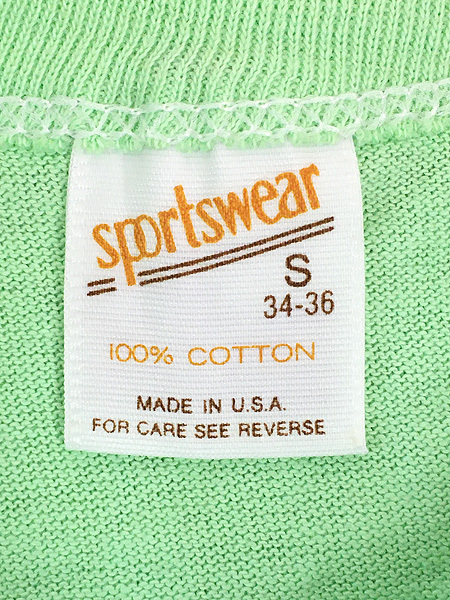 sportswear
S
34-36
100% COTTON
MADE IN U.S.A.
FOR CARE SEE REVERSE